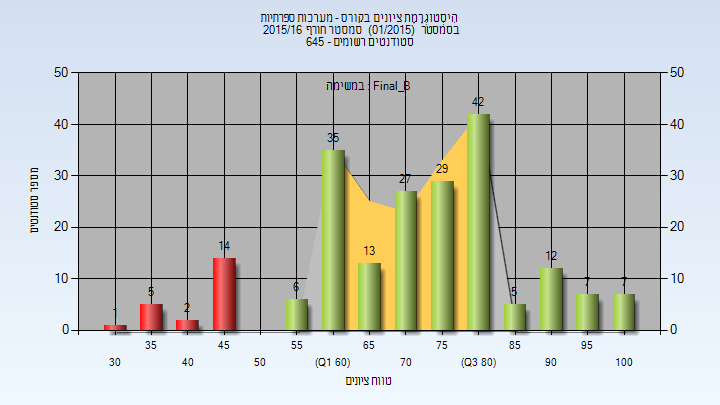 היסטוגרמת ציונים בקורס - מערכות ספרתיות
בסמסטר (01/2015) סמסטר חורף 2015/16
סטודנטים רשומים - 645
במשימה : Final_B
מספר סטודנטים
50 50
40 40
30 30
20 20
10 10
0 0
1 5 2 14 6 35 13 27 29 42 5 12 7 7
35 45 55 65 75 85 95
30 40 50 (Q1 60) 70 (Q3 80) 90 100
טווח ציונים